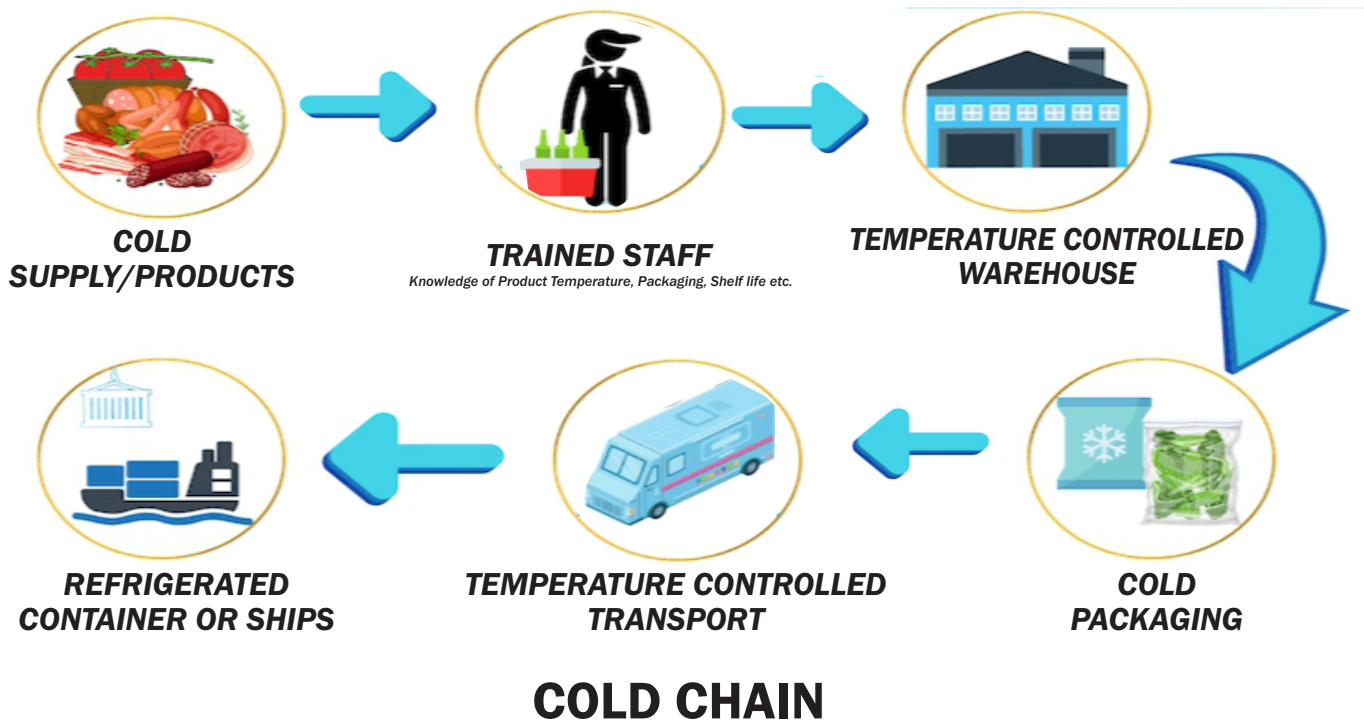 COLD
SUPPLY/PRODUCTS
TRAINED STAFF
Knowledge of Product Temperature, Packaging, Shelf life etc.
TEMPERATURE CONTROLLED
WAREHOUSE
REFRIGERATED
CONTAINER OR SHIPS
TEMPERATURE CONTROLLED
TRANSPORT
COLD
PACKAGING
COLD CHAIN